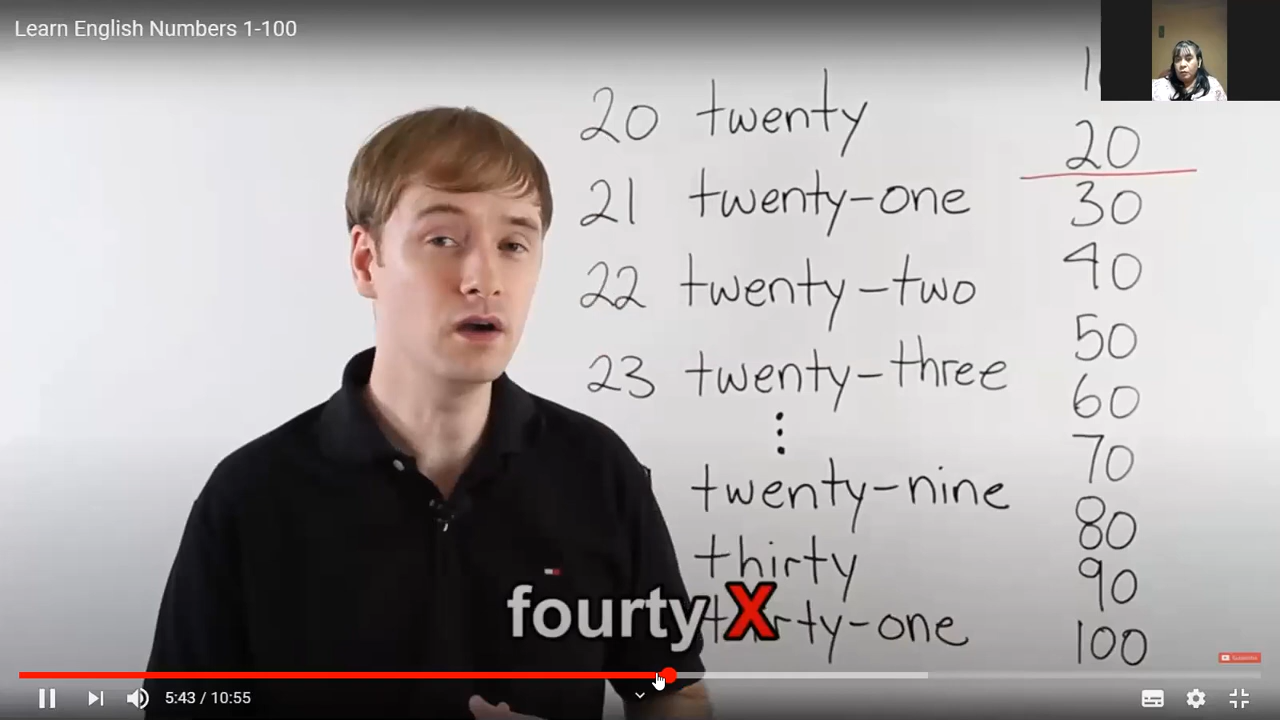 Learn English Numbers 1-100
20 twenty
21 twenty-one
22 twenty-two
23 twenty-three
twenty-nine
thirty
thirty-one
20
30
40
50
60
70
80
90
100
fourty X
5:43 / 10:55